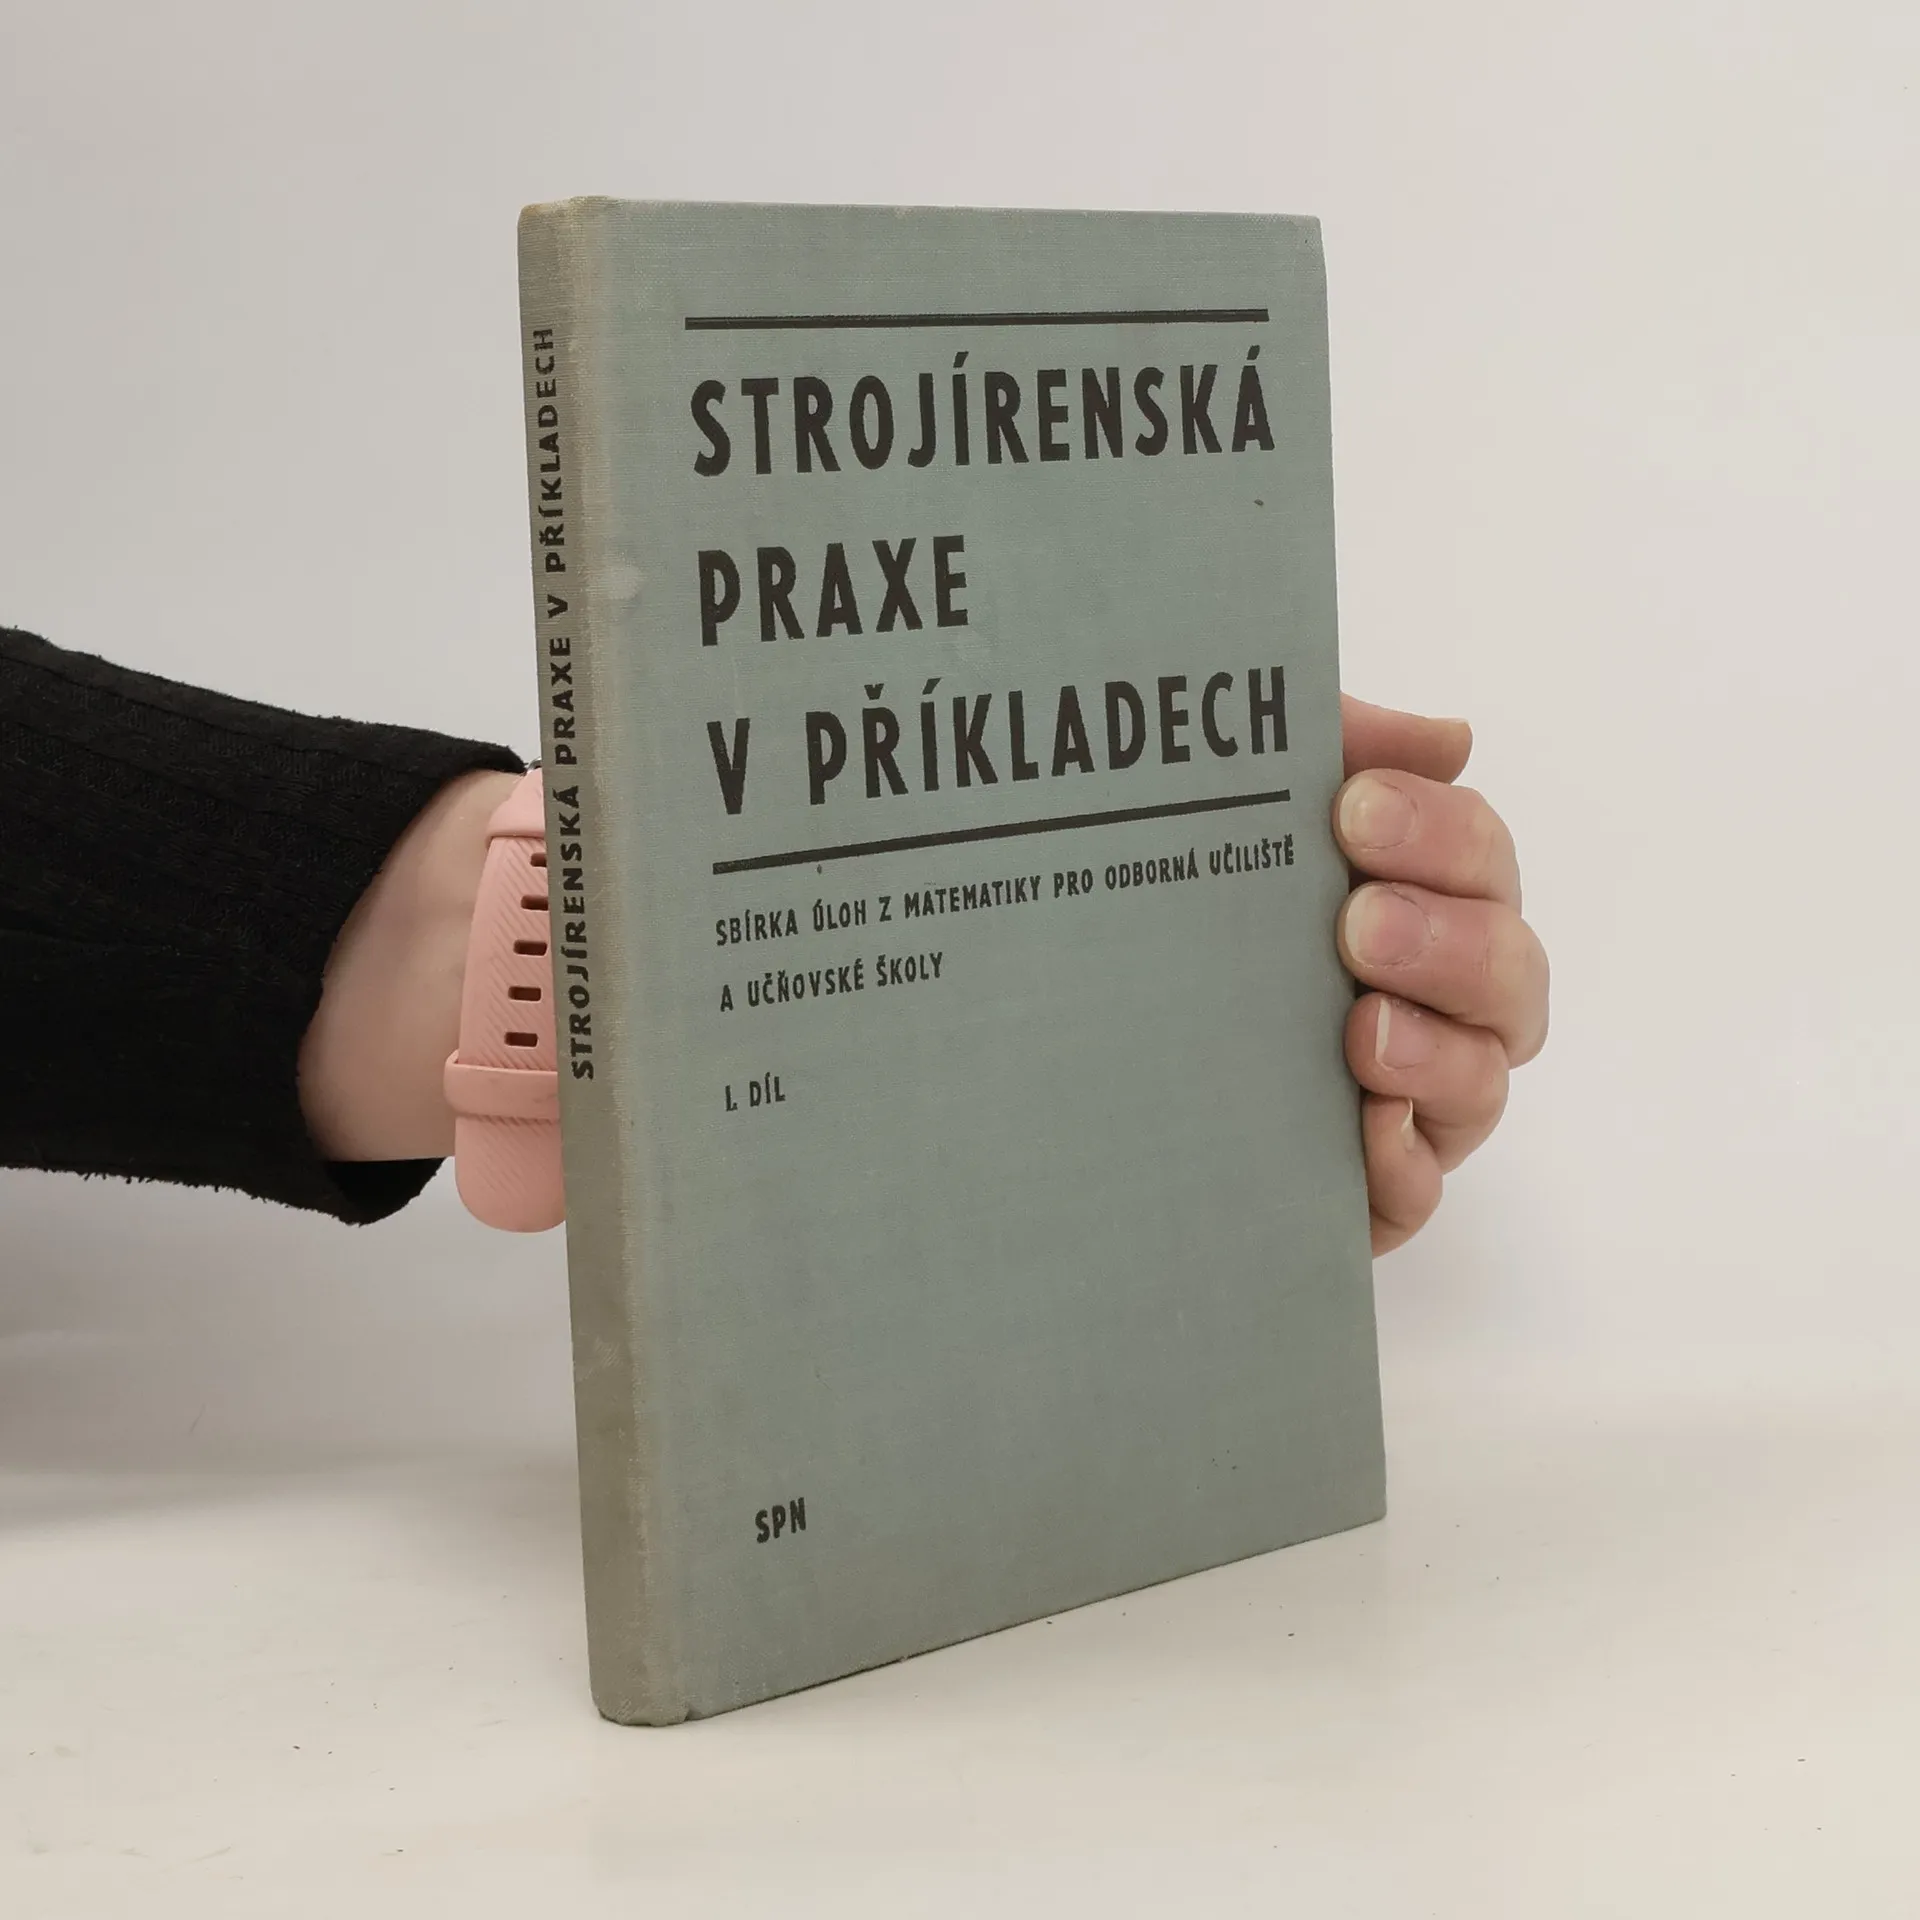 STROJÍRENSKÁ PRAXE V PŘÍKLADECH
STROJÍRENSKÁ
PRAXE
V PŘÍKLADECH
SBÍRKA ÚLOH Z MATEMATIKY PRO ODBORNÁ UČILIŠTĚ
A UČŇOVSKÉ ŠKOLY
I. DÍL
SPN